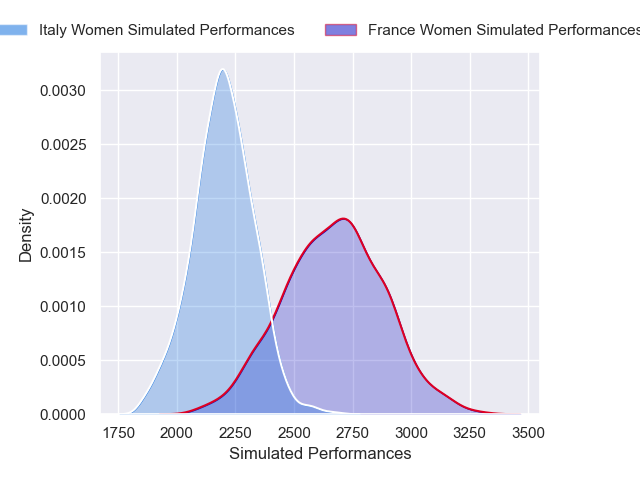 Italy Women Simulated Performances France Women Simulated Performances
0.0030
0.0025
0.0020
0.0015
0.0010
0.0005
0.0000
Density
1750 2000 2250 2500 2750 3000 3250 3500
Simulated Performances